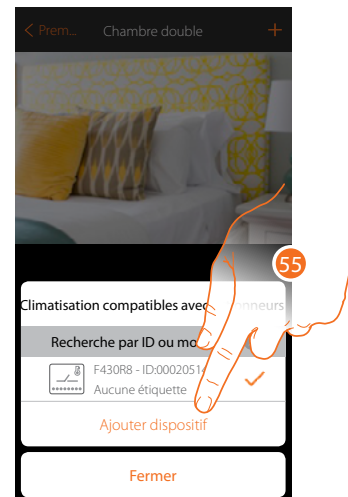 < Prem... Chambre double +
55
Climatisation compatibles avec onneurs
Recherche par ID ou mo
F430R8 - ID:0002051
Aucune étiquette
Ajouter dispositif
Fermer